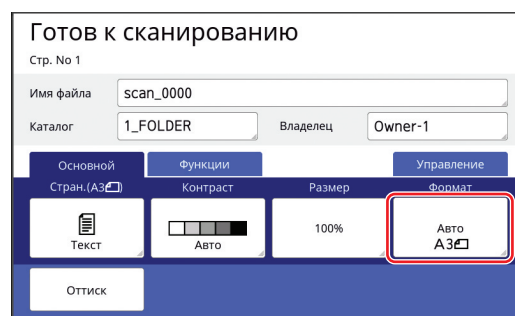 Готов к сканированию
Стр. No 1
Имя файла scan_0000
Каталог 1_FOLDER Владелец Owner-1
Основной Функции Управление
Стран.(A3) Контраст Размер Формат
100% Авто
Текст Авто A3
Оттиск